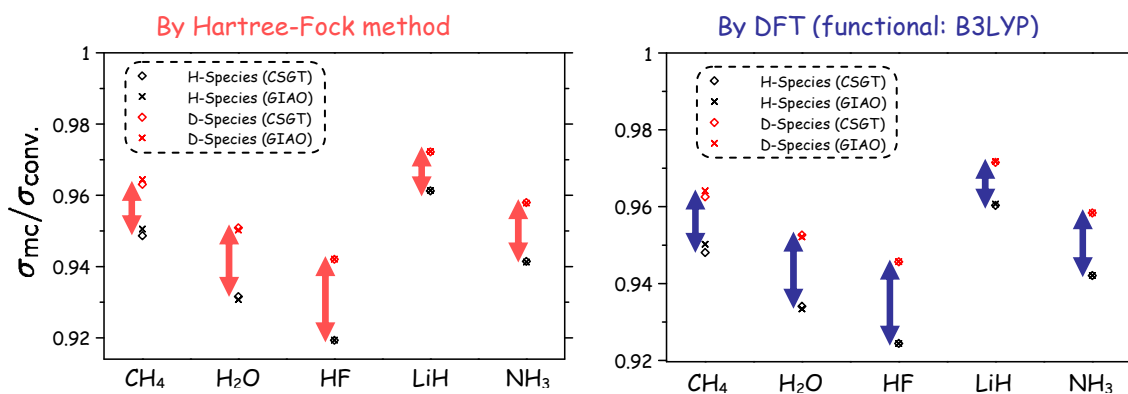 By Hartree-Fock method
σmc/σconv.
1
0.98
0.96
0.94
0.92
H-Species (CSGT)
H-Species (GIAO)
D-Species (CSGT)
D-Species (GIAO)
CH₄ H₂O HF LiH NH₃
By DFT (functional: B3LYP)
1
0.98
0.96
0.94
0.92
H-Species (CSGT)
H-Species (GIAO)
D-Species (CSGT)
D-Species (GIAO)
CH₄ H₂O HF LiH NH₃